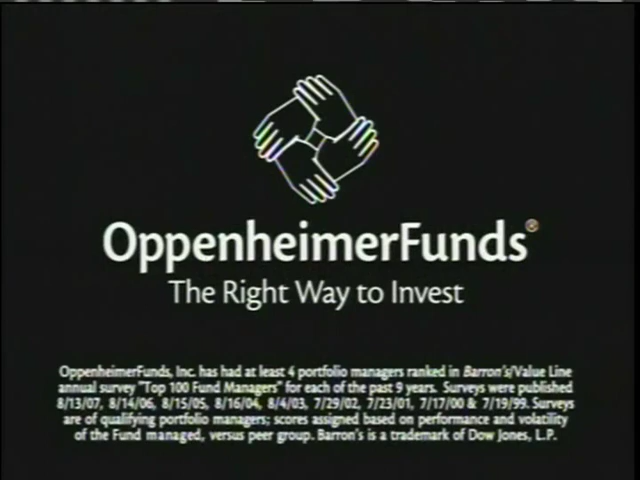 OppenheimerFunds®
The Right Way to Invest
OppenheimerFunds, Inc. has had at least 4 portfolio managers ranked in Barron's/Value Line
annual survey "Top 100 Fund Managers" for each of the past 9 years. Surveys were published
8/13/07, 8/14/06, 8/15/05, 8/16/04, 8/4/03, 7/29/02, 7/23/01, 7/17/00 & 7/19/99. Surveys
are of qualifying portfolio managers; scores assigned based on performance and volatility
of the Fund managed, versus peer group. Barron's is a trademark of Dow Jones, L.P.